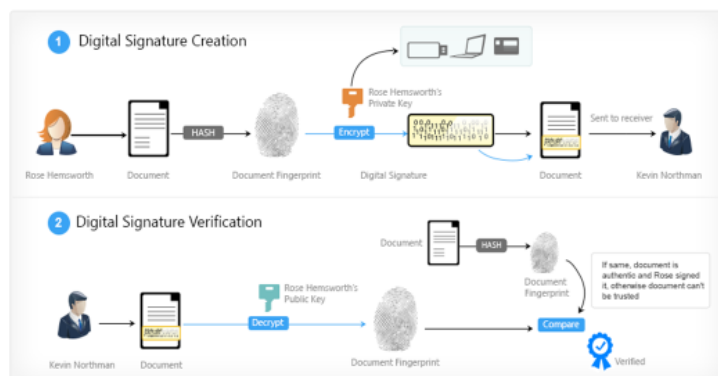 1 Digital Signature Creation
Rose Hemsworth's
Private Key
HASH
Encrypt
Sent to receiver
Rose Hemsworth
Document
Document Fingerprint
Digital Signature
Document
Kevin Northman
2 Digital Signature Verification
Document
HASH
Document
Fingerprint
If same, document is
authentic and Rose signed
it, otherwise document can't
be trusted
Rose Hemsworth's
Public Key
Decrypt
Compare
Kevin Northman
Document
Document Fingerprint
Verified